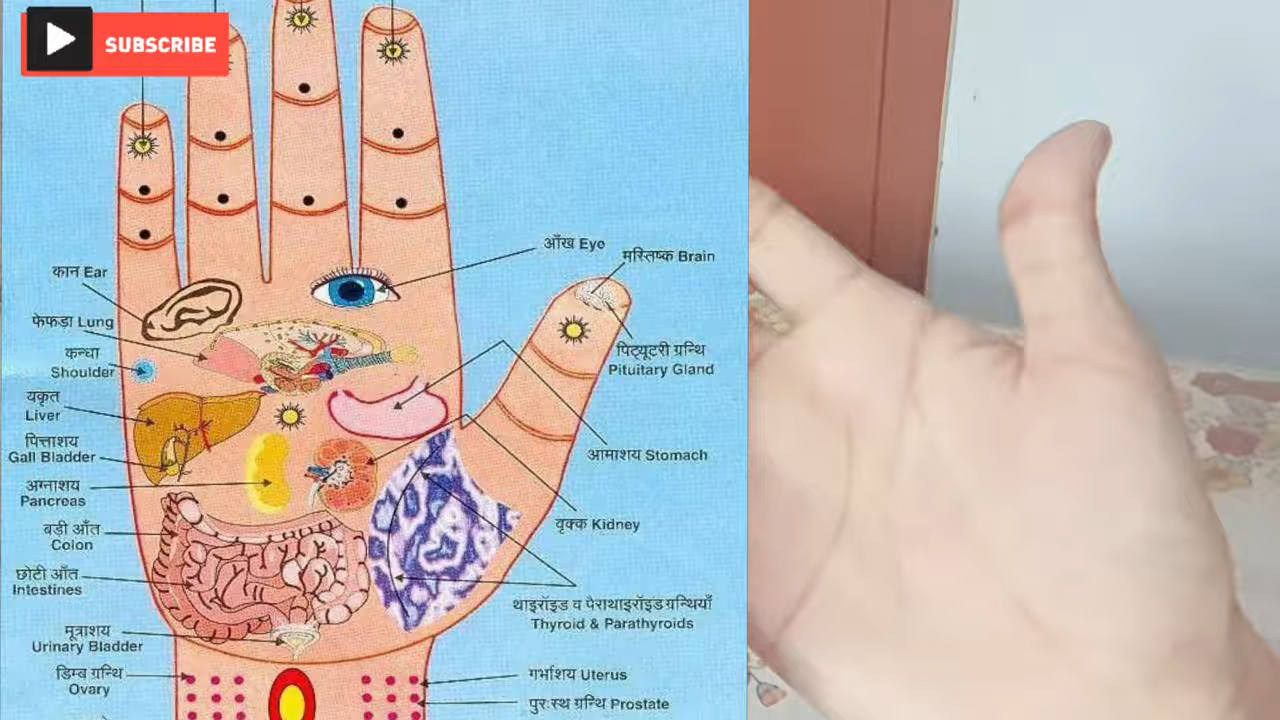 SUBSCRIBE
आँख Eye
मस्तिष्क Brain
कान Ear
फेफड़ा Lung
कन्धा
Shoulder
पिट्यूटरी ग्रन्थि
Pituitary Gland
यकृत
Liver
पित्ताशय
Gall Bladder
आमाशय Stomach
अग्नाशय
Pancreas
वृक्क Kidney
बड़ी आँत
Colon
छोटी आँत
Intestines
थाइरॉइड व पैराथाइरॉइड ग्रन्थियाँ
Thyroid & Parathyroids
मूत्राशय
Urinary Bladder
डिम्ब ग्रन्थि
Ovary
गर्भाशय Uterus
पुरःस्थ ग्रन्थि Prostate